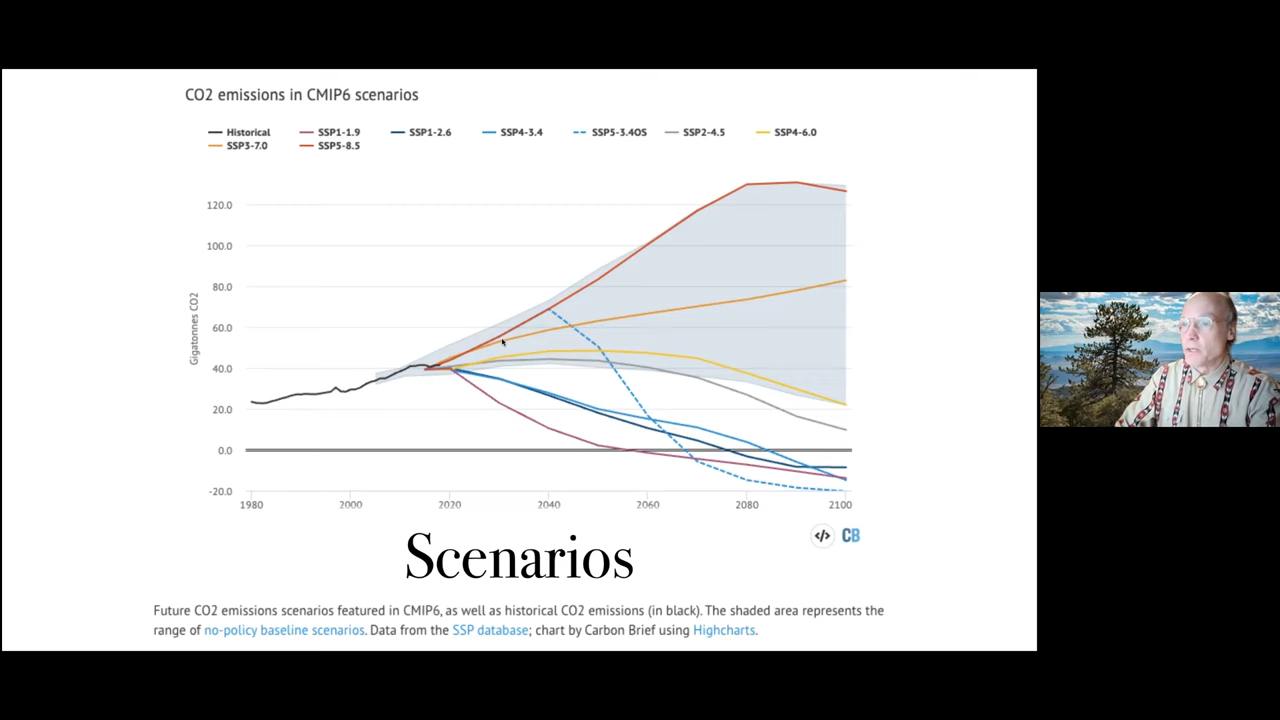 CO2 emissions in CMIP6 scenarios
Historical SSP1-1.9 SSP1-2.6 SSP4-3.4 SSP5-3.4OS SSP2-4.5 SSP4-6.0
SSP3-7.0 SSP5-8.5
Gigatonnes CO2
120.0
100.0
80.0
60.0
40.0
20.0
0.0
-20.0
1980 2000 2020 2040 2060 2080 2100
</> CB
Scenarios
Future CO2 emissions scenarios featured in CMIP6, as well as historical CO2 emissions (in black). The shaded area represents the
range of no-policy baseline scenarios. Data from the SSP database; chart by Carbon Brief using Highcharts.